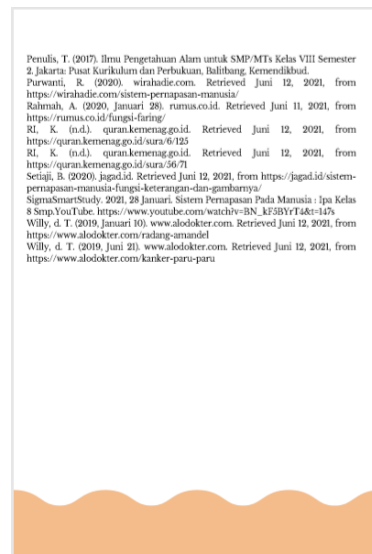 Penulis, T. (2017). Ilmu Pengetahuan Alam untuk SMP/MTs Kelas VIII Semester
2. Jakarta: Pusat Kurikulum dan Perbukuan, Balitbang, Kemendikbud.
Purwanti, R. (2020). wirahadie.com. Retrieved Juni 12, 2021, from
https://wirahadie.com/sistem-pernapasan-manusia/
Rahmah, A. (2020, Januari 28). rumus.co.id. Retrieved Juni 11, 2021, from
https://rumus.co.id/fungsi-faring/
RI, K. (n.d.). quran.kemenag.go.id. Retrieved Juni 12, 2021, from
https://quran.kemenag.go.id/sura/6/125
RI, K. (n.d.). quran.kemenag.go.id. Retrieved Juni 12, 2021, from
https://quran.kemenag.go.id/sura/56/71
Setiaji, B. (2020). jagad.id. Retrieved Juni 12, 2021, from https://jagad.id/sistem-
pernapasan-manusia-fungsi-keterangan-dan-gambarnya/
SigmaSmartStudy. 2021, 28 Januari. Sistem Pernapasan Pada Manusia : Ipa Kelas
8 Smp.YouTube. https://www.youtube.com/watch?v=BN_kF5BYrT4&t=147s
Willy, d. T. (2019, Januari 10). www.alodokter.com. Retrieved Juni 12, 2021, from
https://www.alodokter.com/radang-amandel
Willy, d. T. (2019, Juni 21). www.alodokter.com. Retrieved Juni 12, 2021, from
https://www.alodokter.com/kanker-paru-paru